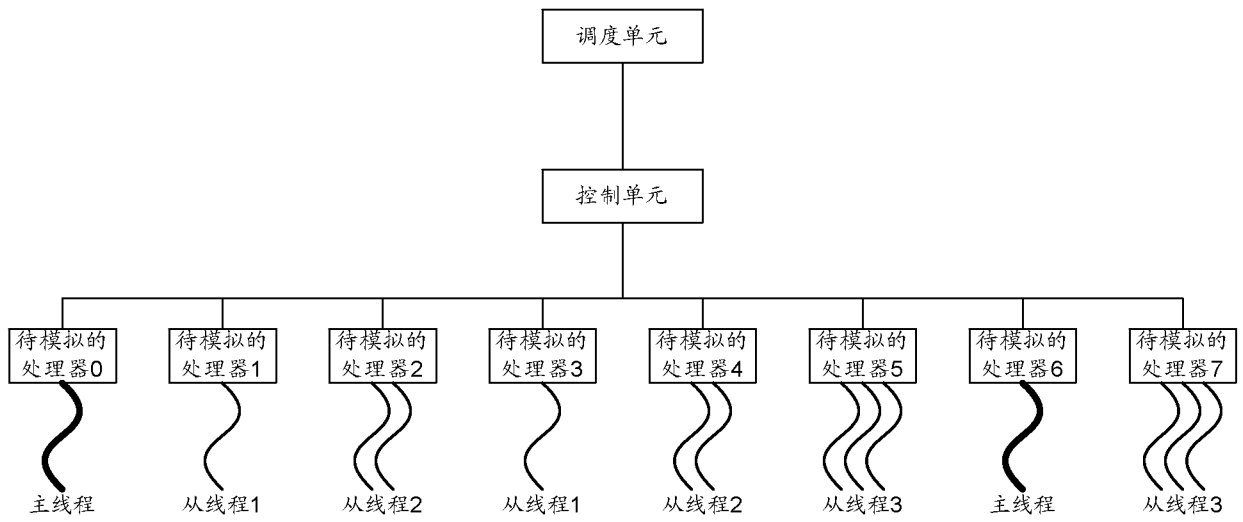 调度单元
控制单元
待模拟的
处理器0
待模拟的
处理器1
待模拟的
处理器2
待模拟的
处理器3
待模拟的
处理器4
待模拟的
处理器5
待模拟的
处理器6
待模拟的
处理器7
主线程
从线程1
从线程2
从线程1
从线程2
从线程3
主线程
从线程3